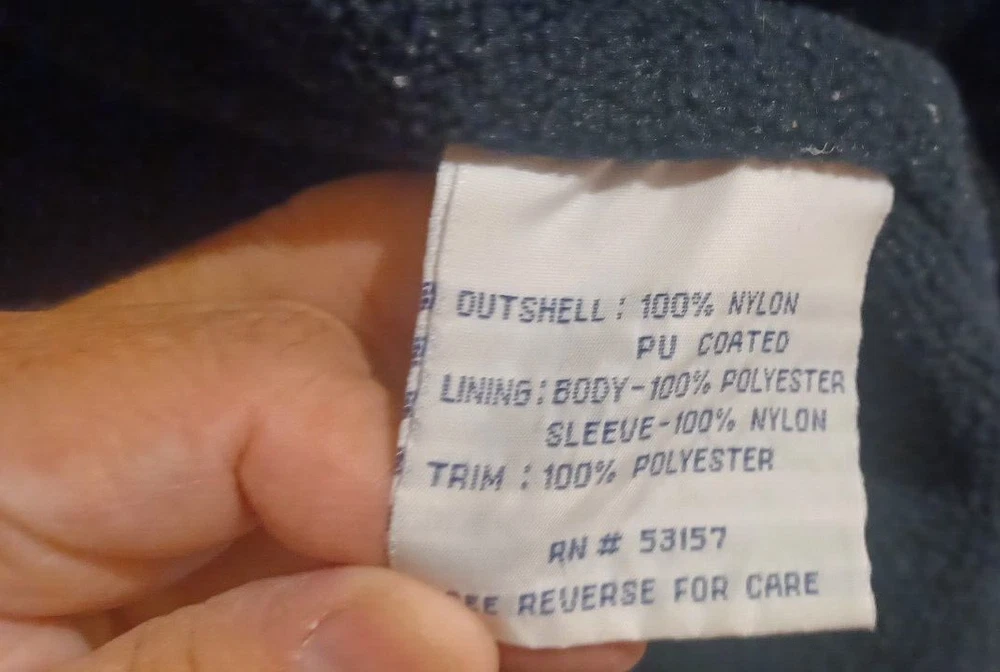 OUTSHELL : 100% NYLON
PU COATED
LINING: BODY-100% POLYESTER
SLEEVE-100% NYLON
TRIM : 100% POLYESTER
RN # 53157
REVERSE FOR CARE